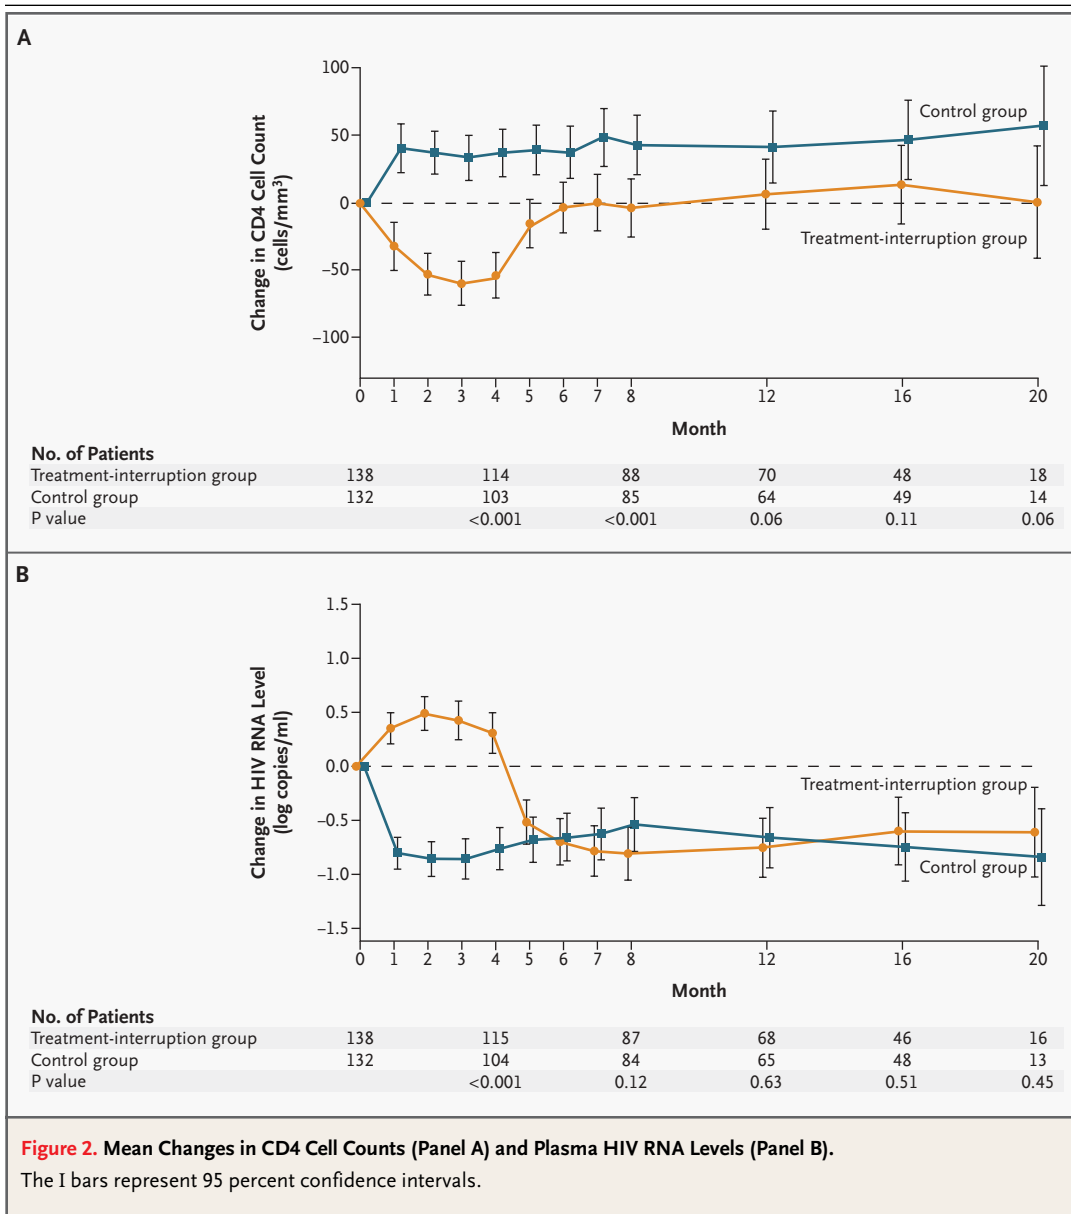 A
Change in CD4 Cell Count
(cells/mm³)
100
50
0
−50
−100
Control group
Treatment-interruption group
0 1 2 3 4 5 6 7 8 12 16 20
Month
No. of Patients
Treatment-interruption group 138 114 88 70 48 18
Control group 132 103 85 64 49 14
P value <0.001 <0.001 0.06 0.11 0.06
B
Change in HIV RNA Level
(log copies/ml)
1.5
1.0
0.5
0.0
−0.5
−1.0
−1.5
Treatment-interruption group
Control group
0 1 2 3 4 5 6 7 8 12 16 20
Month
No. of Patients
Treatment-interruption group 138 115 87 68 46 16
Control group 132 104 84 65 48 13
P value <0.001 0.12 0.63 0.51 0.45
Figure 2. Mean Changes in CD4 Cell Counts (Panel A) and Plasma HIV RNA Levels (Panel B).
The I bars represent 95 percent confidence intervals.